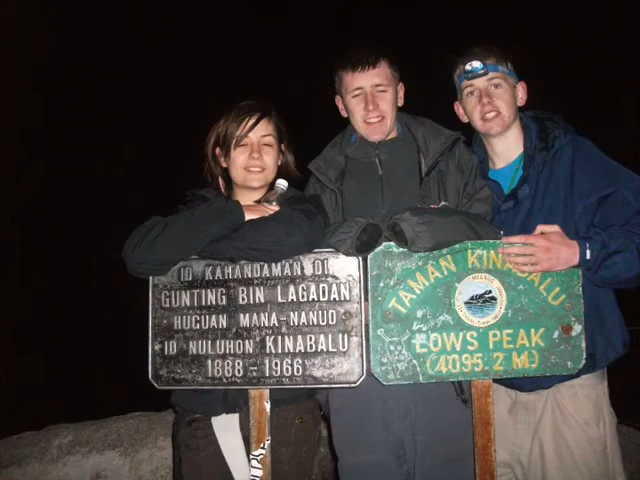 ID KAHANDAMAN DI
GUNTING BIN LAGADAN
HUGUAN MANA-NANUD
ID NULUHON KINABALU
1888-1966
TAMAN KINABALU
LOW'S PEAK
(4095.2 M)